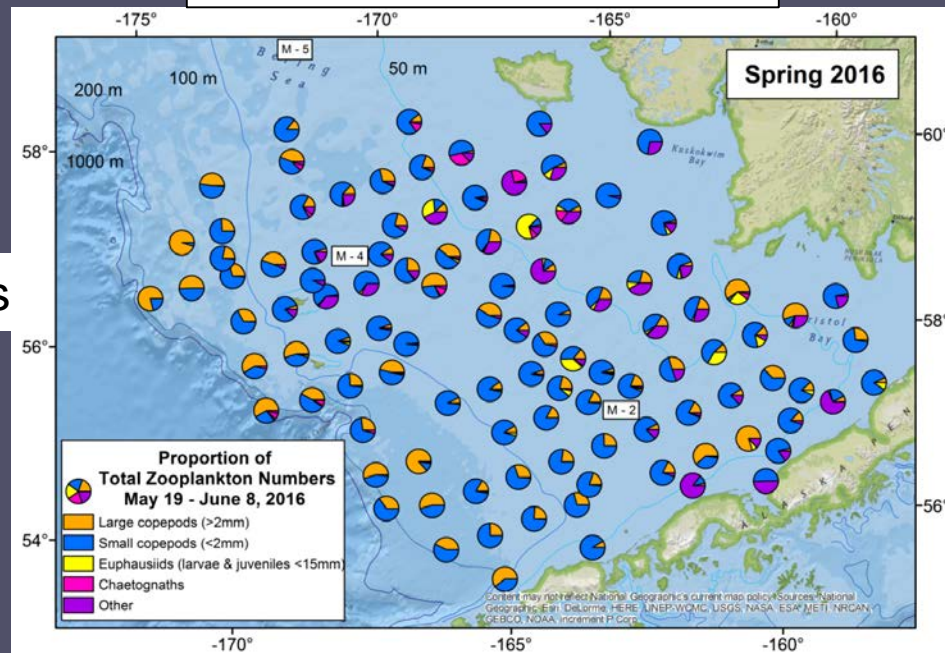 -175° -170° -165° -160°
M - 5
Bering
Sea
200 m
100 m
50 m
Spring 2016
60°
58°
1000 m
Kuskokwim
Bay
M - 4
s
58°
Bristol
Bay
56°
56°
M - 2
Proportion of
Total Zooplankton Numbers
May 19 - June 8, 2016
Large copepods (>2mm)
Small copepods (<2mm)
Euphausiids (larvae & juveniles <15mm)
Chaetognaths
Other
54°
ALASKA
PEN
Content may not reflect National Geographic's current map policy. Sources: National
Geographic, Esri, DeLorme, HERE, UNEP-WCMC, USGS, NASA, ESA, METI, NRCAN,
GEBCO, NOAA, increment P Corp.
-170° -165° -160°